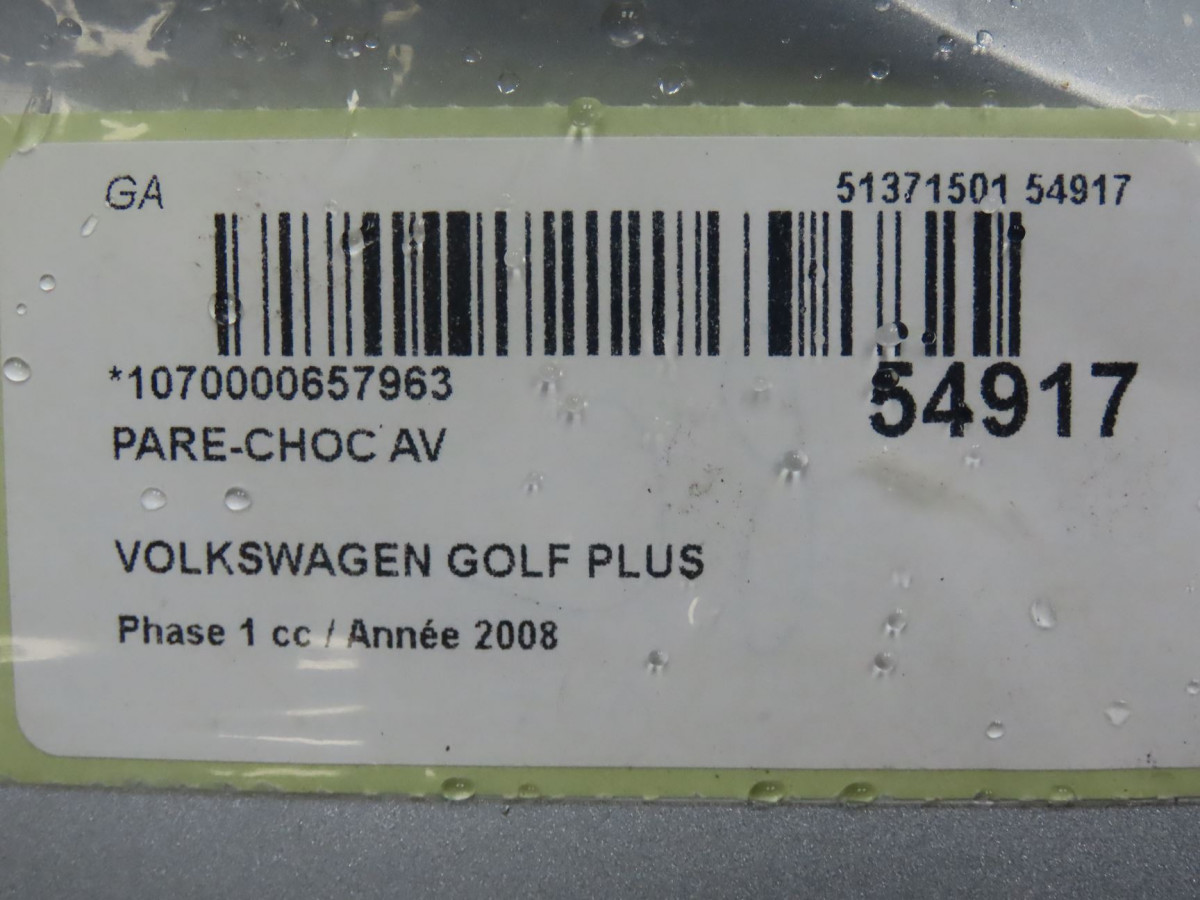 GA
51371501 54917
*1070000657963
54917
PARE-CHOC AV
VOLKSWAGEN GOLF PLUS
Phase 1 cc / Année 2008